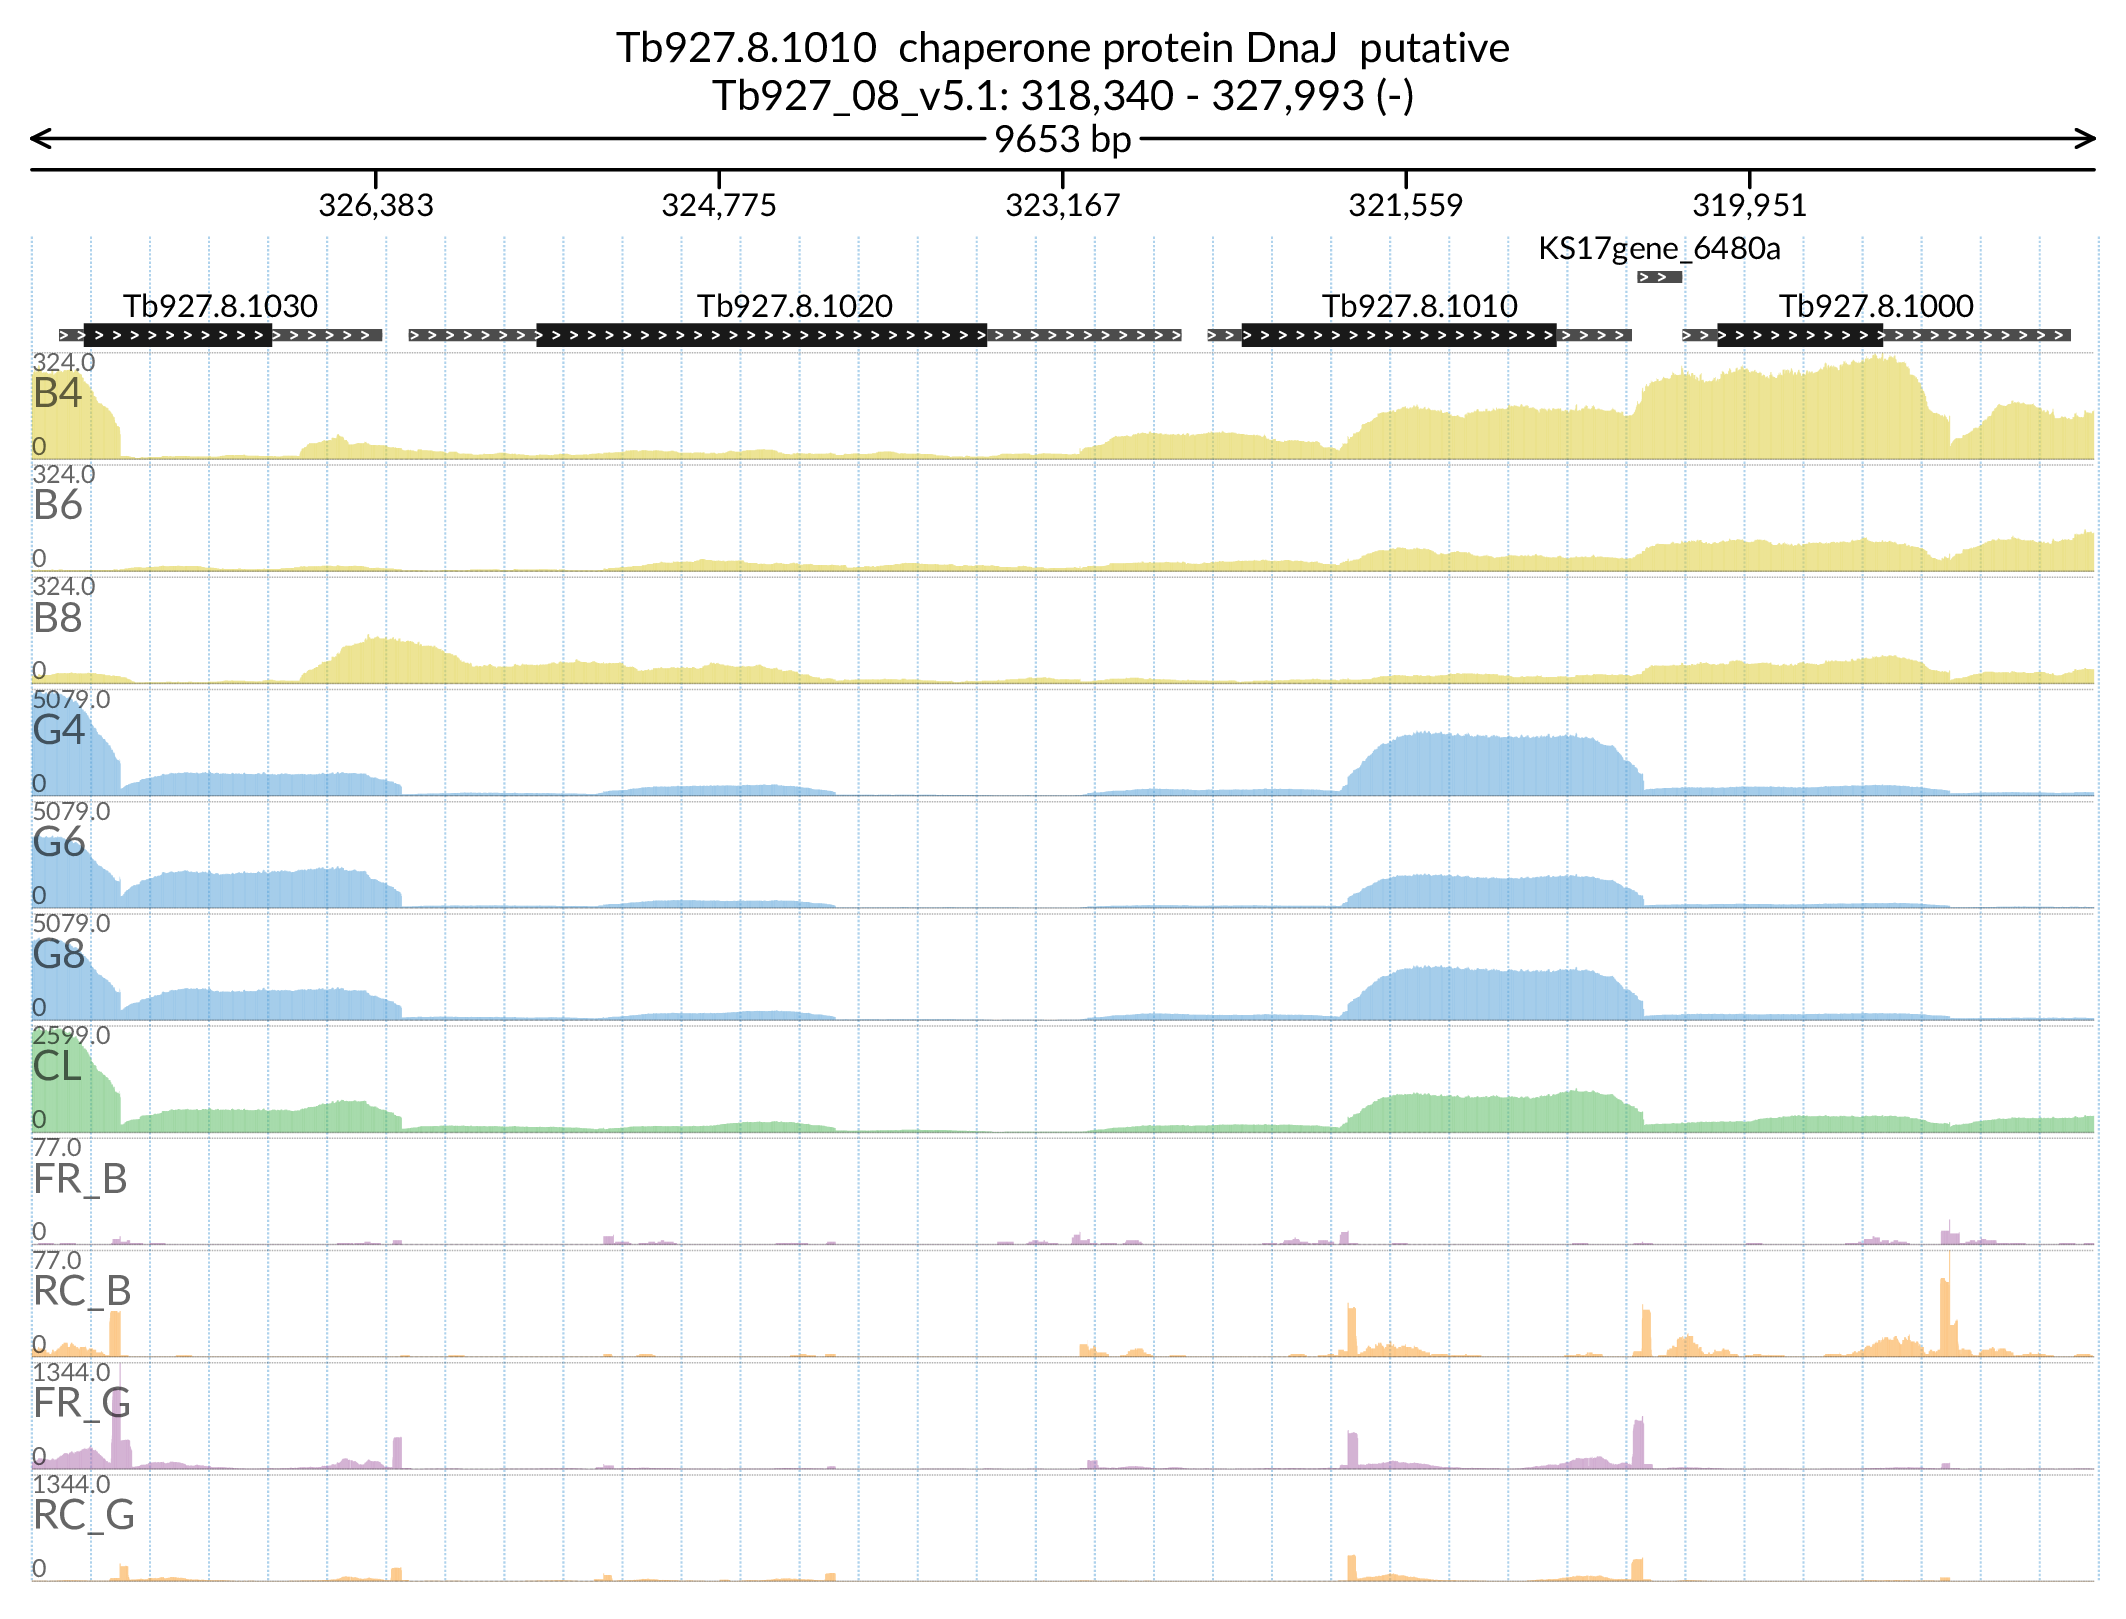 Tb927.8.1010 chaperone protein DnaJ putative
Tb927_08_v5.1: 318,340 - 327,993 (-)
9653 bp
326,383 324,775 323,167 321,559 319,951
KS17gene_6480a
Tb927.8.1030 Tb927.8.1020 Tb927.8.1010 Tb927.8.1000
324.0
B4
0
324.0
B6
0
324.0
B8
0
5079.0
G4
0
5079.0
G6
0
5079.0
G8
0
2599.0
CL
0
77.0
FR_B
0
77.0
RC_B
0
1344.0
FR_G
0
1344.0
RC_G
0